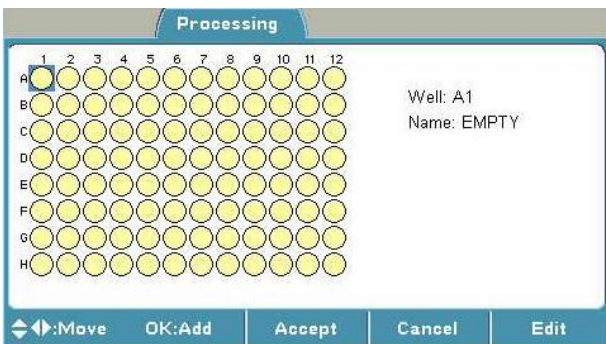 Processing
1 2 3 4 5 6 7 8 9 10 11 12
A
B
C
D
E
F
G
H
Well: A1
Name: EMPTY
:Move OK:Add Accept Cancel Edit